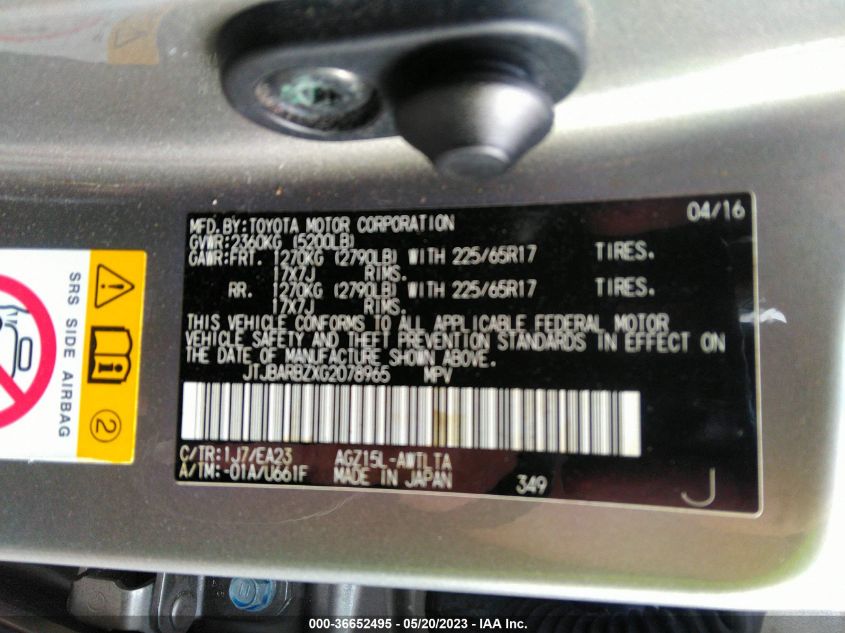 MFD.BY:TOYOTA MOTOR CORPORATION 04/16
GVWR:2360KG (5200LB)
GAWR:FRT. 1270KG (2790LB) WITH 225/65R17 TIRES.
17X7J RIMS.
RR. 1270KG (2790LB) WITH 225/65R17 TIRES.
17X7J RIMS.
THIS VEHICLE CONFORMS TO ALL APPLICABLE FEDERAL MOTOR
VEHICLE SAFETY AND THEFT PREVENTION STANDARDS IN EFFECT ON
THE DATE OF MANUFACTURE SHOWN ABOVE.
JTJBARBZXG2078965 MPV
C/TR:1J7/EA23 AGZ15L-AWTLTA
A/TM:-01A/U661F MADE IN JAPAN 349 J
SRS SIDE AIRBAG
2
000-36652495 - 05/20/2023 - IAA Inc.